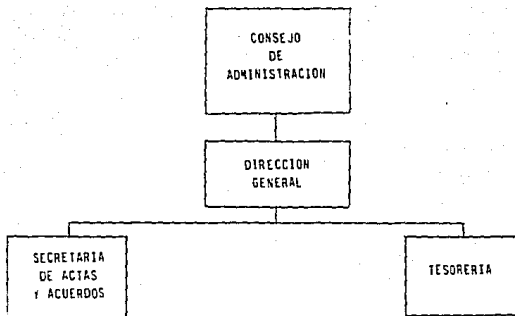 CONSEJO
DE
ADMINISTRACION
DIRECCION
GENERAL
SECRETARIA
DE ACTAS
Y ACUERDOS
TESORERIA